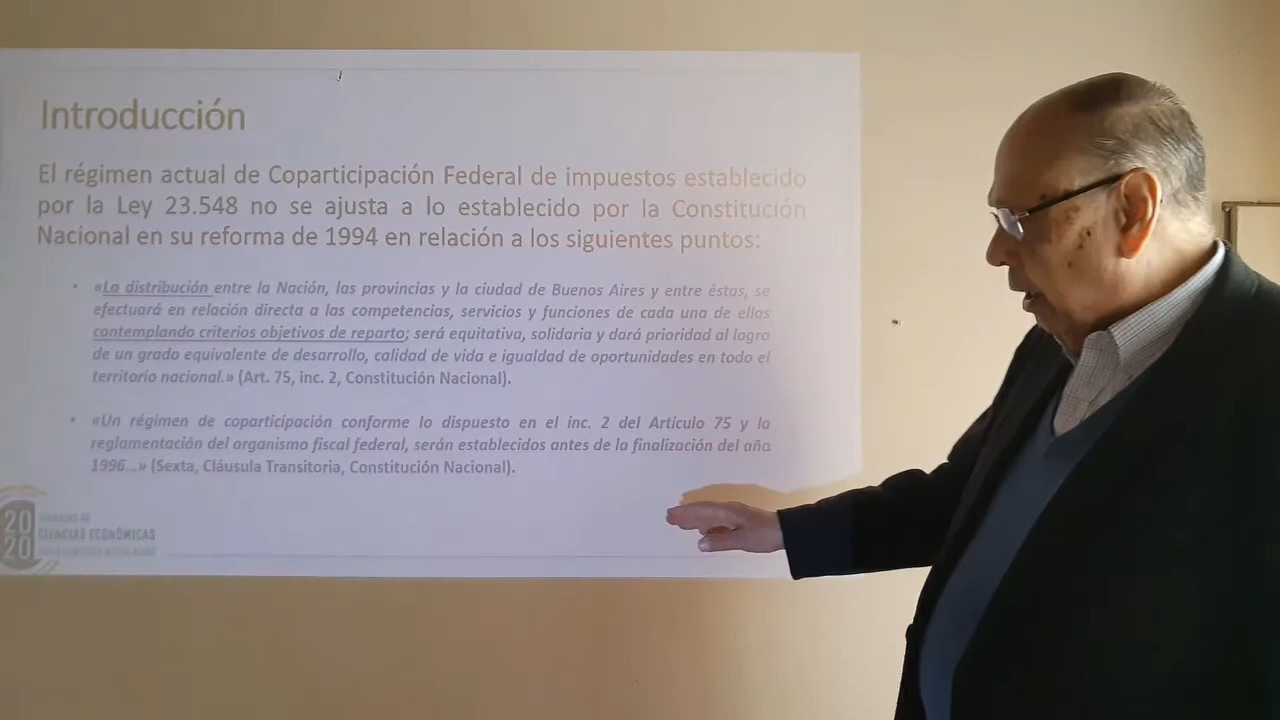 Introducción
El régimen actual de Coparticipación Federal de impuestos establecido
por la Ley 23.548 no se ajusta a lo establecido por la Constitución
Nacional en su reforma de 1994 en relación a los siguientes puntos:
• «La distribución entre la Nación, las provincias y la ciudad de Buenos Aires y entre éstas, se
efectuará en relación directa a las competencias, servicios y funciones de cada una de ellas
contemplando criterios objetivos de reparto; será equitativa, solidaria y dará prioridad al logro
de un grado equivalente de desarrollo, calidad de vida e igualdad de oportunidades en todo el
territorio nacional.» (Art. 75, inc. 2, Constitución Nacional).
• «Un régimen de coparticipación conforme lo dispuesto en el inc. 2 del Artículo 75 y la
reglamentación del organismo fiscal federal, serán establecidos antes de la finalización del año
1996...» (Sexta, Cláusula Transitoria, Constitución Nacional).
20
20
JORNADAS DE
CIENCIAS ECONÓMICAS